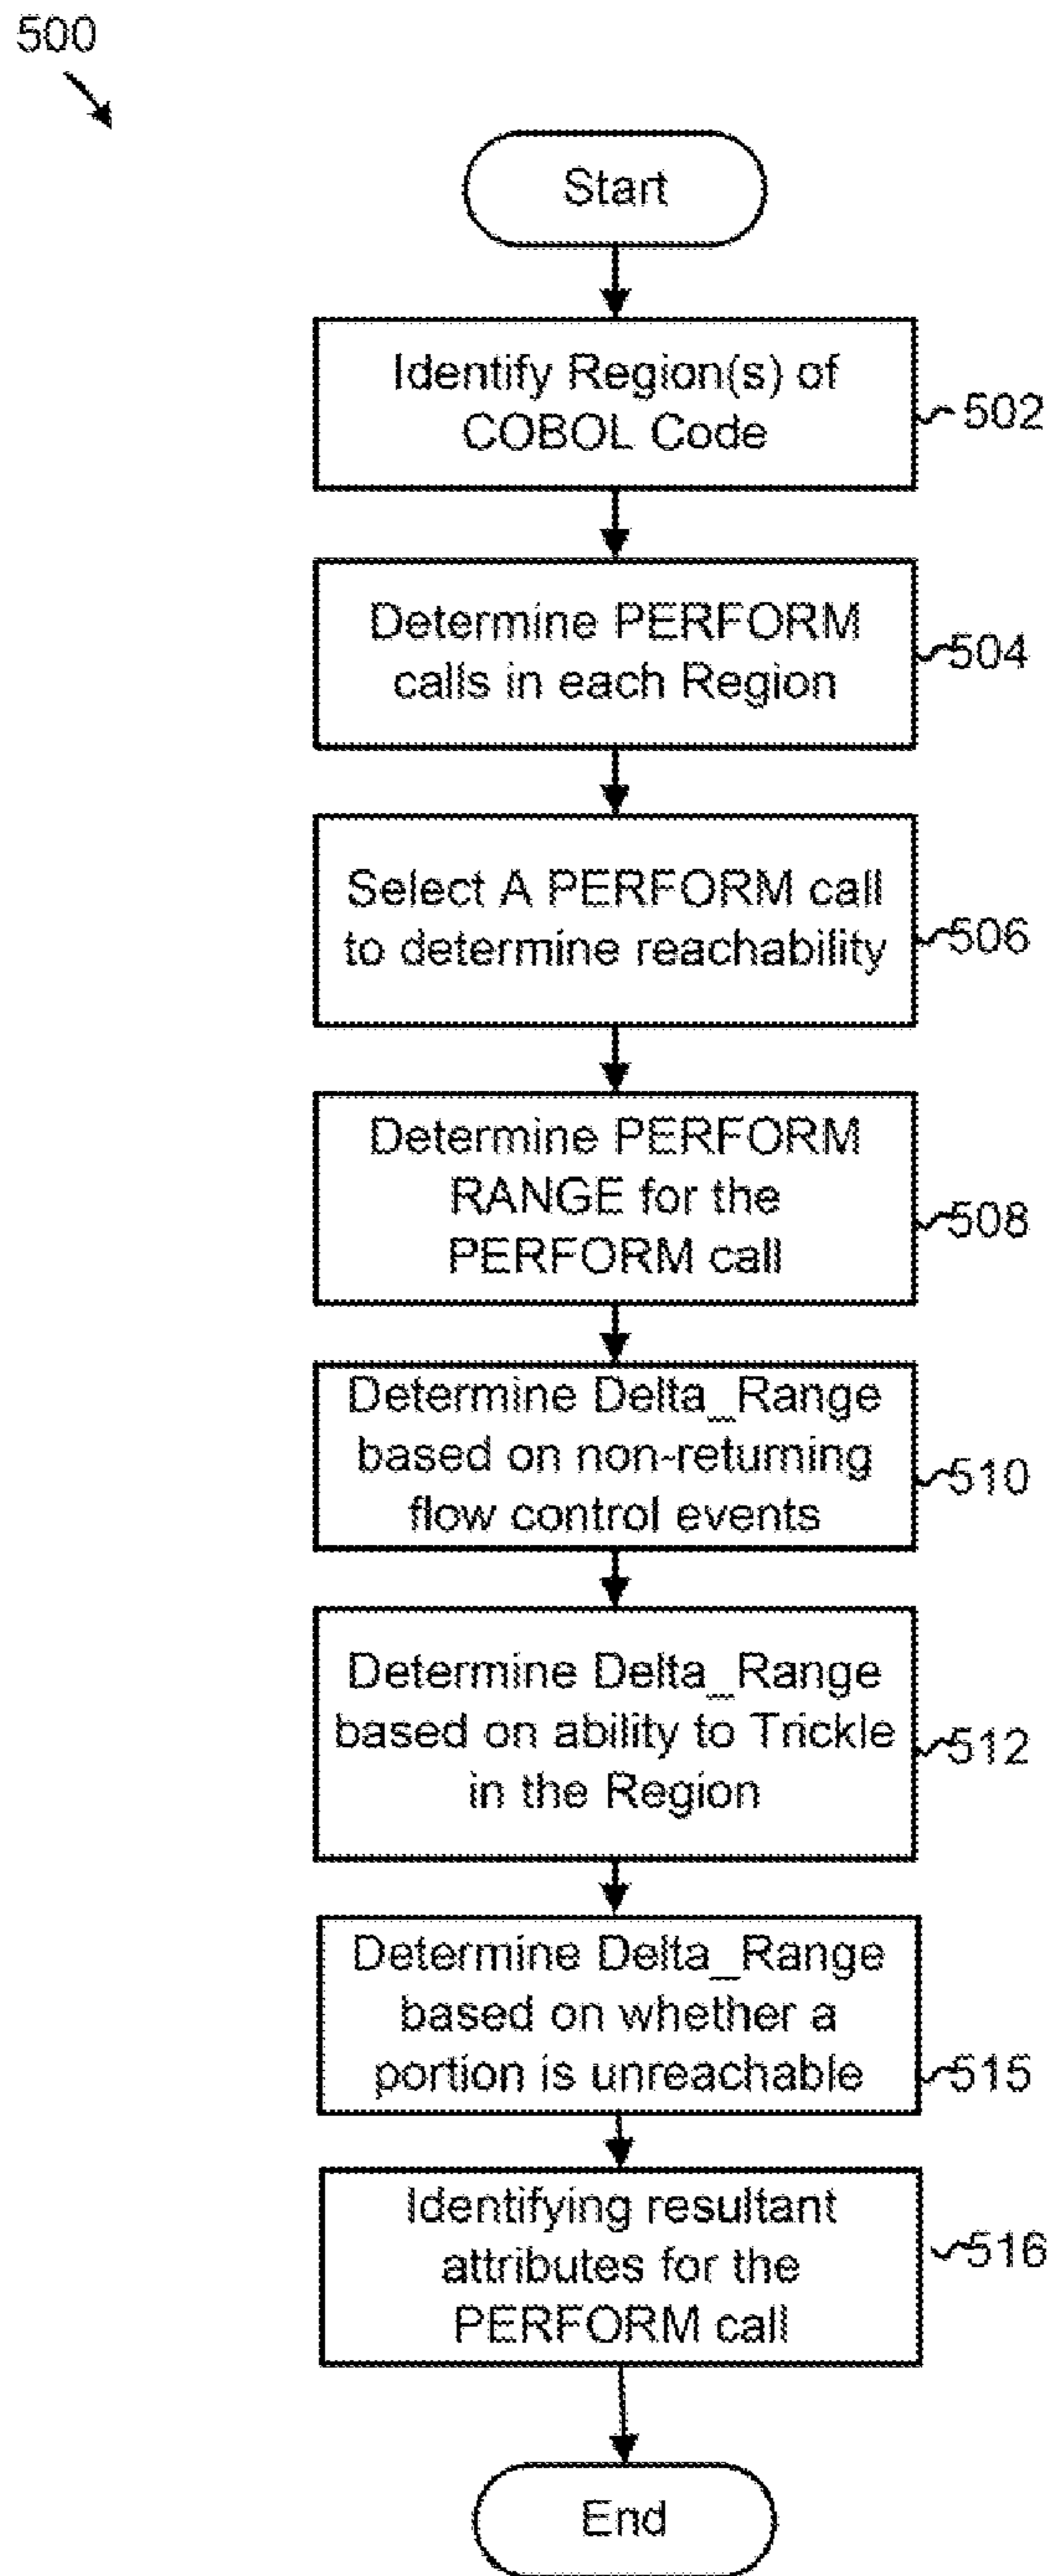 500
Start
Identify Region(s) of
COBOL Code
502
Determine PERFORM
calls in each Region
504
Select A PERFORM call
to determine reachability
506
Determine PERFORM
RANGE for the
PERFORM call
508
Determine Delta_Range
based on non-returning
flow control events
510
Determine Delta_Range
based on ability to Trickle
in the Region
512
Determine Delta_Range
based on whether a
portion is unreachable
515
Identifying resultant
attributes for the
PERFORM call
516
End